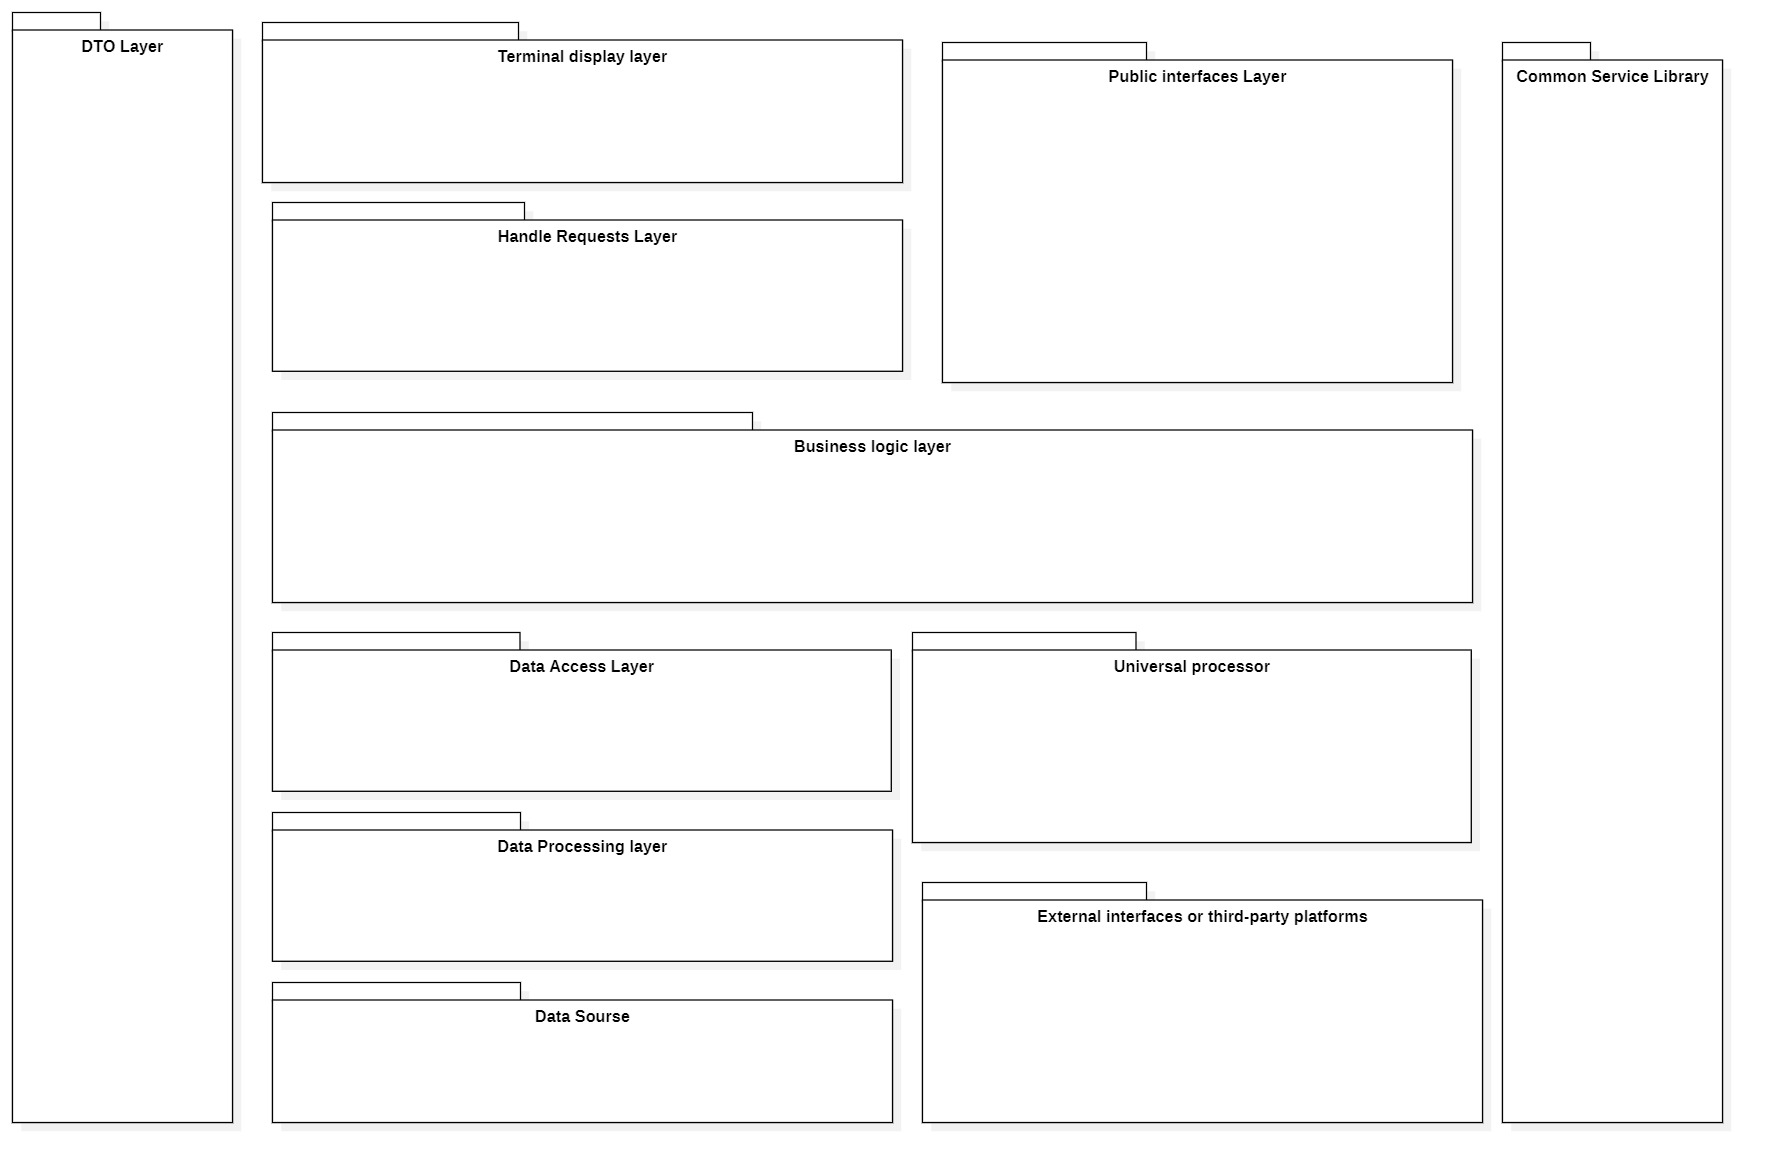 DTO Layer
Terminal display layer
Public interfaces Layer
Common Service Library
Handle Requests Layer
Business logic layer
Data Access Layer
Universal processor
Data Processing layer
External interfaces or third-party platforms
Data Sourse